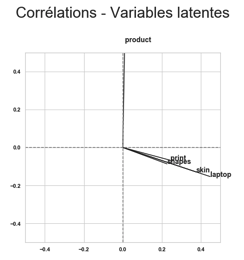 Corrélations - Variables latentes
product
0.4
0.2
0.0
−0.2
−0.4
print
shapes
skin
laptop
−0.4 −0.2 0.0 0.2 0.4